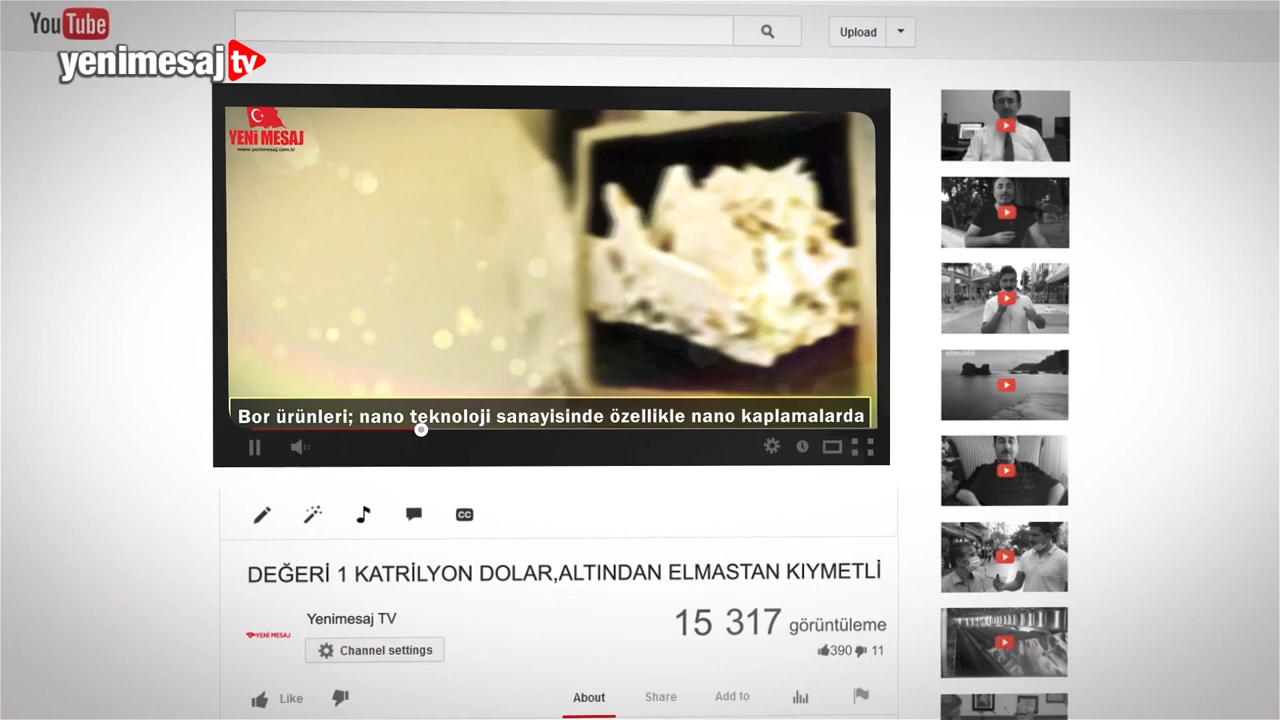 YouTube
Upload
yenimesaj tv
YENİ MESAJ
www.yenimesaj.com.tr
Bor ürünleri; nano teknoloji sanayisinde özellikle nano kaplamalarda
CC
DEĞERİ 1 KATRİLYON DOLAR,ALTINDAN ELMASTAN KIYMETLİ
Yenimesaj TV
15 317 görüntüleme
YENİ MESAJ
Channel settings
390 11
Like
About
Share
Add to